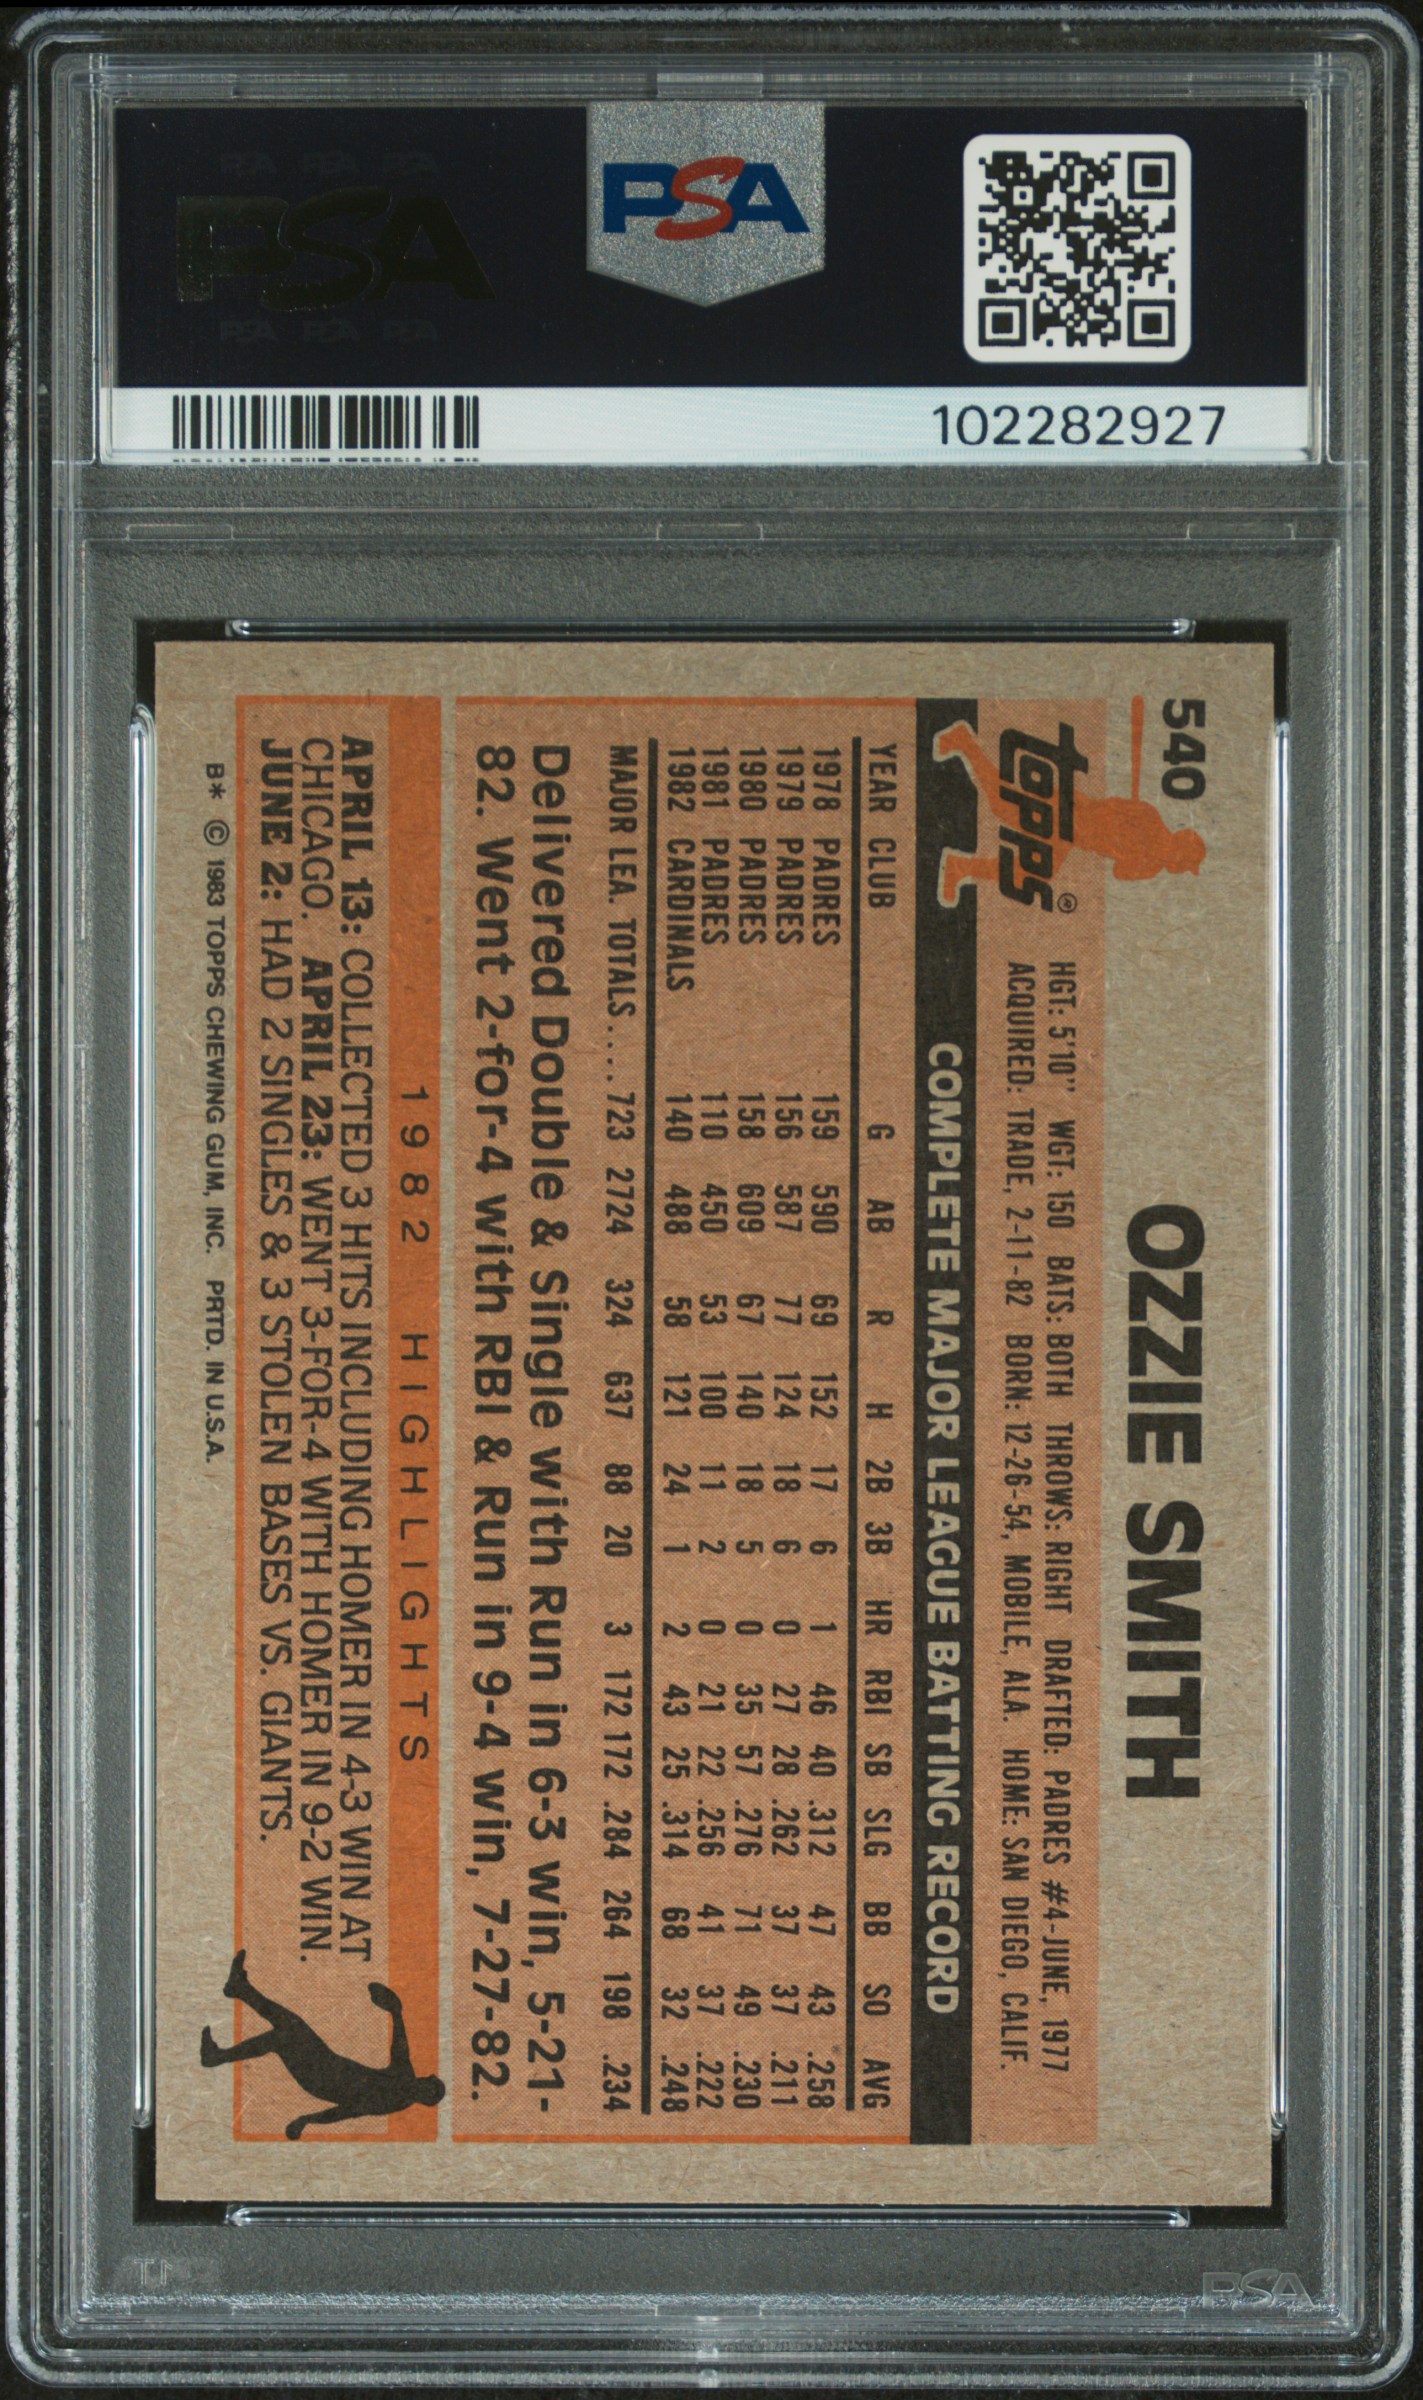 PSA PSA PSA
PSA
PSA PSA PSA
PSA
102282927
540
OZZIE SMITH
topps®
HGT: 5'10" WGT: 150 BATS: BOTH THROWS: RIGHT DRAFTED: PADRES #4-JUNE, 1977
ACQUIRED: TRADE, 2-11-82 BORN: 12-26-54, MOBILE, ALA. HOME: SAN DIEGO, CALIF.
COMPLETE MAJOR LEAGUE BATTING RECORD
YEAR CLUB G AB R H 2B 3B HR RBI SB SLG BB SO AVG
1978 PADRES 159 590 69 152 17 6 1 46 40 .312 47 43 .258
1979 PADRES 156 587 77 124 18 6 0 27 28 .262 37 37 .211
1980 PADRES 158 609 67 140 18 5 0 35 57 .276 71 49 .230
1981 PADRES 110 450 53 100 11 2 0 21 22 .256 41 37 .222
1982 CARDINALS 140 488 58 121 24 1 2 43 25 .314 68 32 .248
MAJOR LEA. TOTALS.... 723 2724 324 637 88 20 3 172 172 .284 264 198 .234
Delivered Double & Single with Run in 6-3 win, 5-21-
82. Went 2-for-4 with RBI & Run in 9-4 win, 7-27-82.
1982 HIGHLIGHTS
APRIL 13: COLLECTED 3 HITS INCLUDING HOMER IN 4-3 WIN AT
CHICAGO. APRIL 23: WENT 3-FOR-4 WITH HOMER IN 9-2 WIN.
JUNE 2: HAD 2 SINGLES & 3 STOLEN BASES VS. GIANTS.
B* © 1983 TOPPS CHEWING GUM, INC. PRTD. IN U.S.A.
PSA